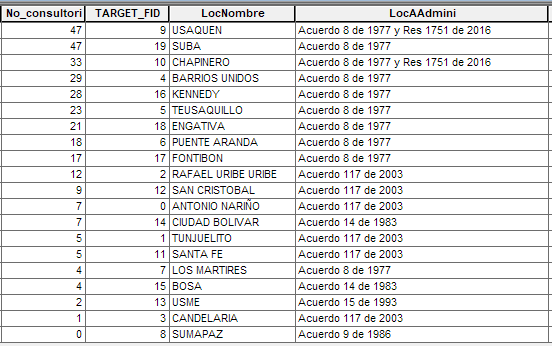 No_consultori TARGET_FID LocNombre LocAAdmini
47 9 USAQUEN Acuerdo 8 de 1977 y Res 1751 de 2016
47 19 SUBA Acuerdo 8 de 1977
33 10 CHAPINERO Acuerdo 8 de 1977 y Res 1751 de 2016
29 4 BARRIOS UNIDOS Acuerdo 8 de 1977
28 16 KENNEDY Acuerdo 8 de 1977
23 5 TEUSAQUILLO Acuerdo 8 de 1977
21 18 ENGATIVA Acuerdo 8 de 1977
18 6 PUENTE ARANDA Acuerdo 8 de 1977
17 17 FONTIBON Acuerdo 8 de 1977
12 2 RAFAEL URIBE URIBE Acuerdo 117 de 2003
9 12 SAN CRISTOBAL Acuerdo 117 de 2003
7 0 ANTONIO NARIÑO Acuerdo 117 de 2003
7 14 CIUDAD BOLIVAR Acuerdo 14 de 1983
5 1 TUNJUELITO Acuerdo 117 de 2003
5 11 SANTA FE Acuerdo 117 de 2003
4 7 LOS MARTIRES Acuerdo 8 de 1977
4 15 BOSA Acuerdo 14 de 1983
2 13 USME Acuerdo 15 de 1993
1 3 CANDELARIA Acuerdo 117 de 2003
0 8 SUMAPAZ Acuerdo 9 de 1986